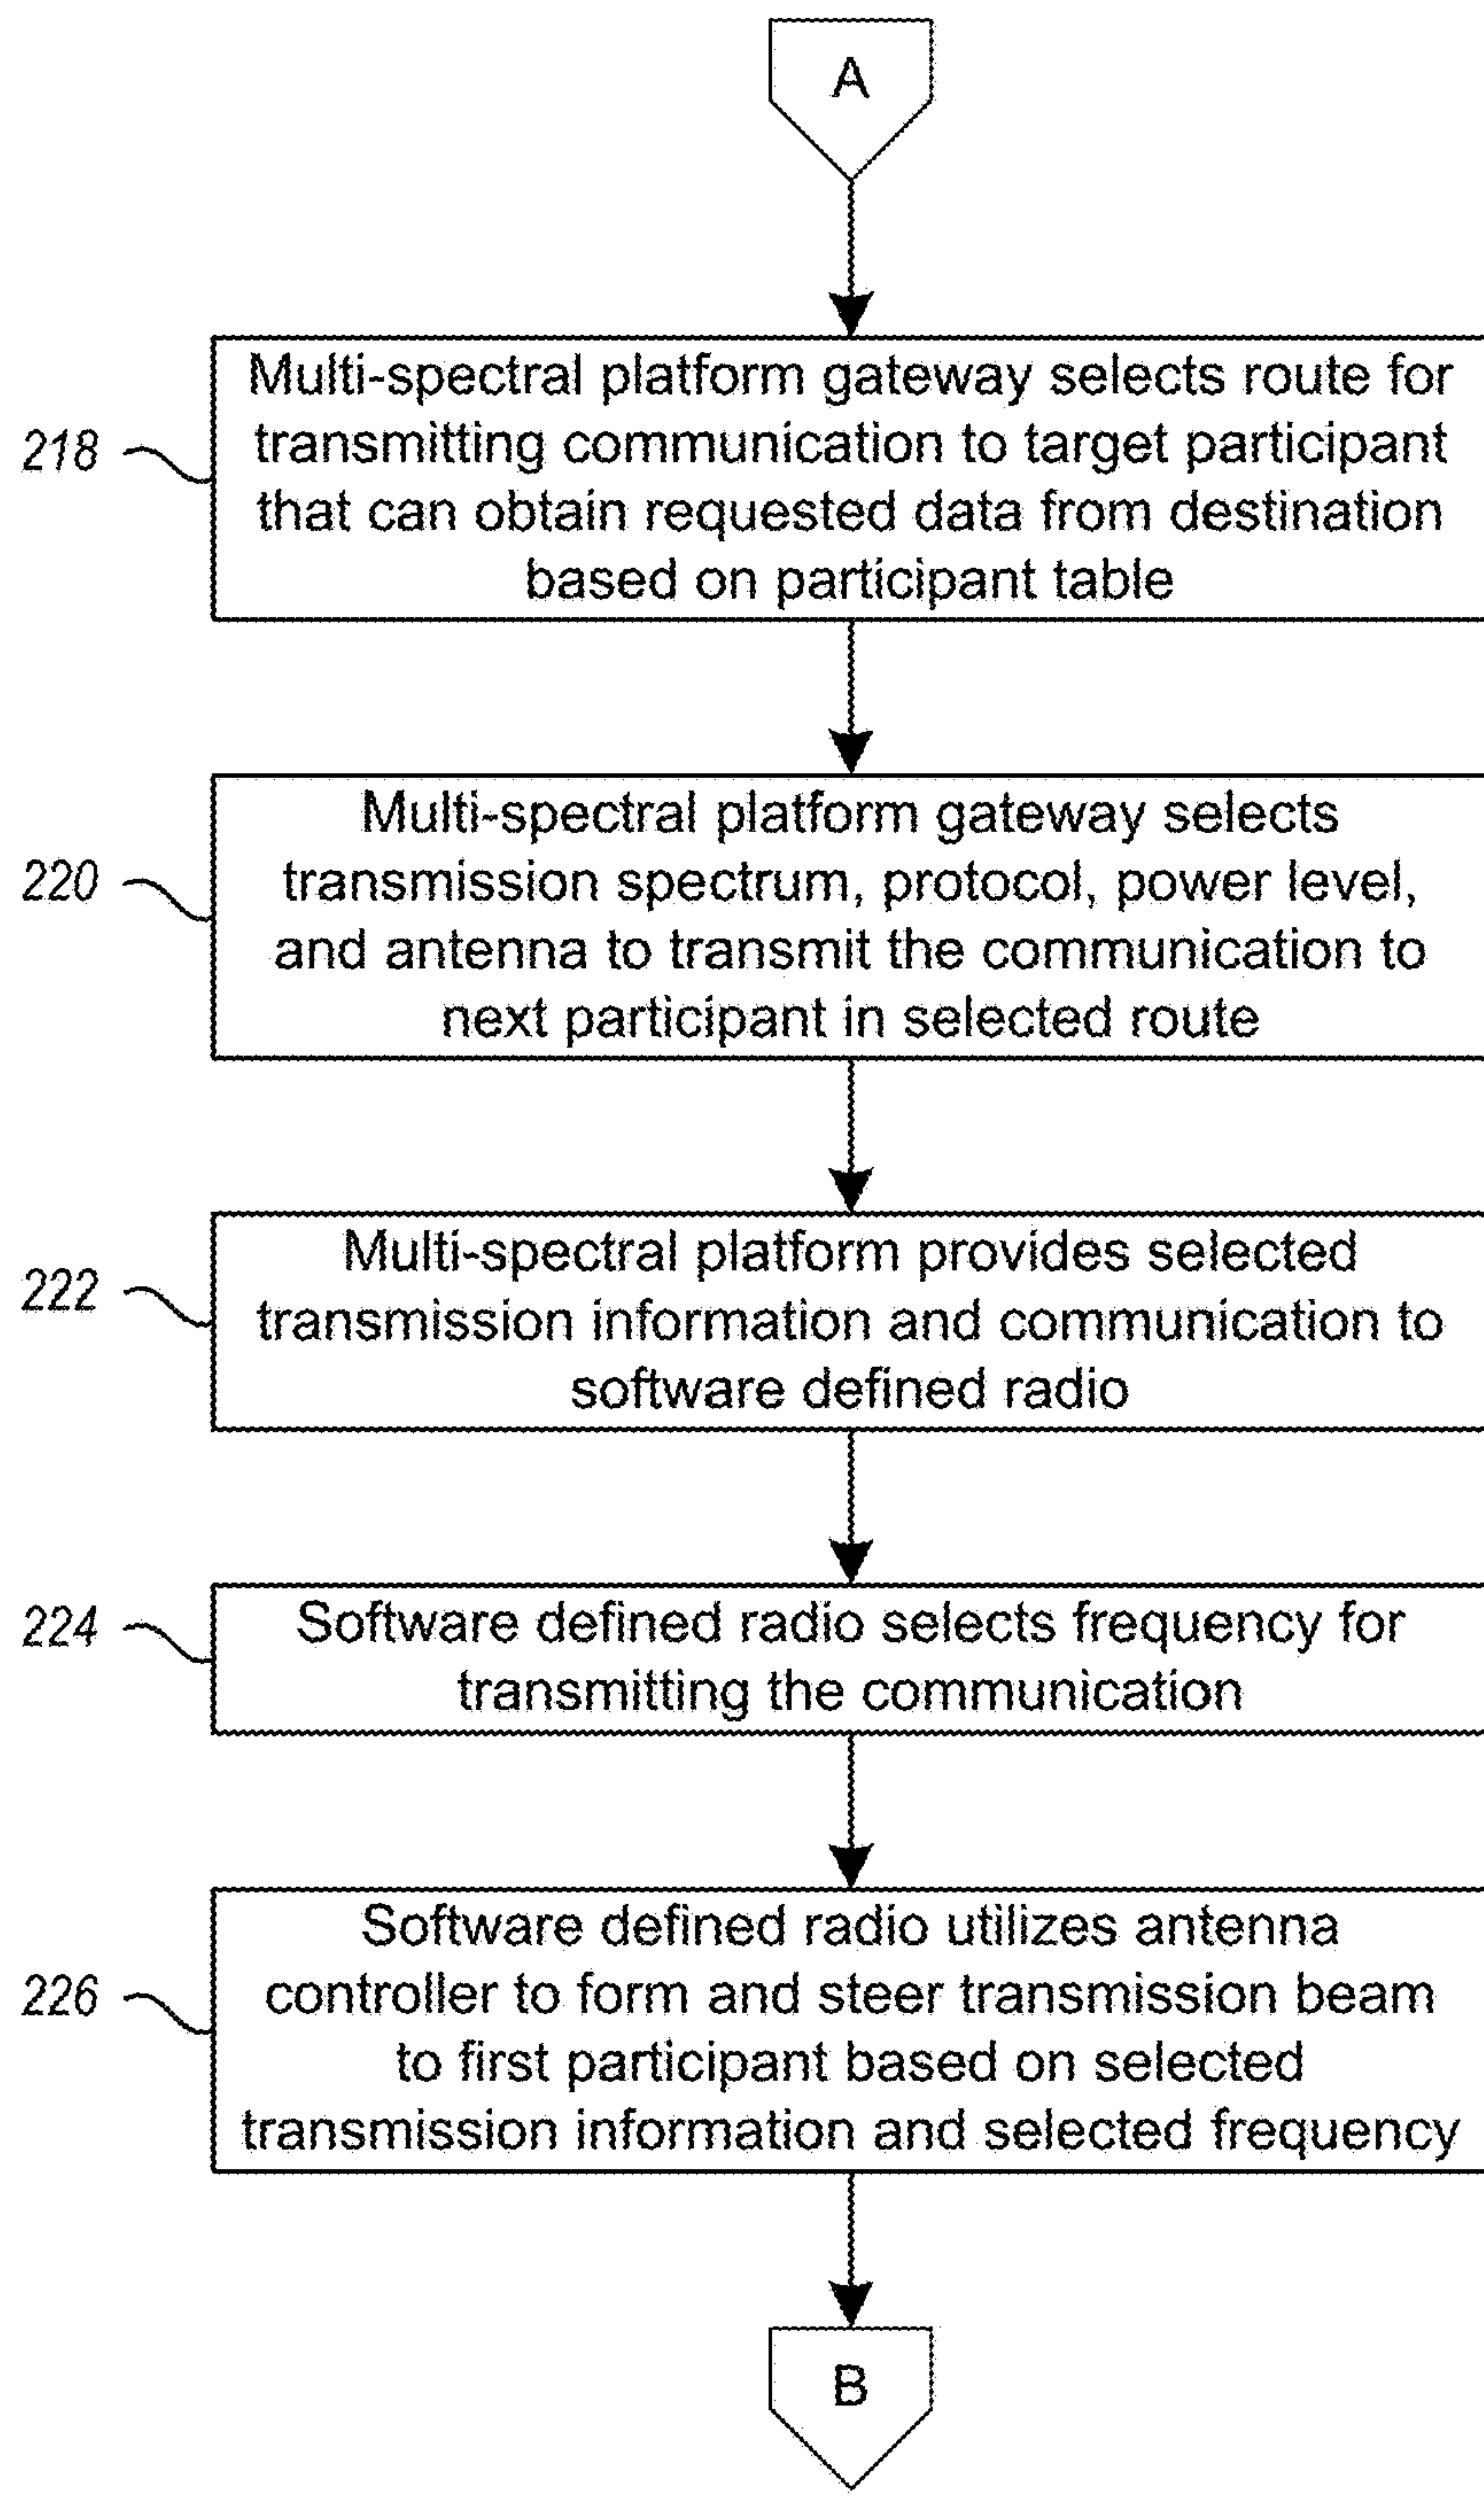 A
218
Multi-spectral platform gateway selects route for
transmitting communication to target participant
that can obtain requested data from destination
based on participant table
220
Multi-spectral platform gateway selects
transmission spectrum, protocol, power level,
and antenna to transmit the communication to
next participant in selected route
222
Multi-spectral platform provides selected
transmission information and communication to
software defined radio
224
Software defined radio selects frequency for
transmitting the communication
226
Software defined radio utilizes antenna
controller to form and steer transmission beam
to first participant based on selected
transmission information and selected frequency
B